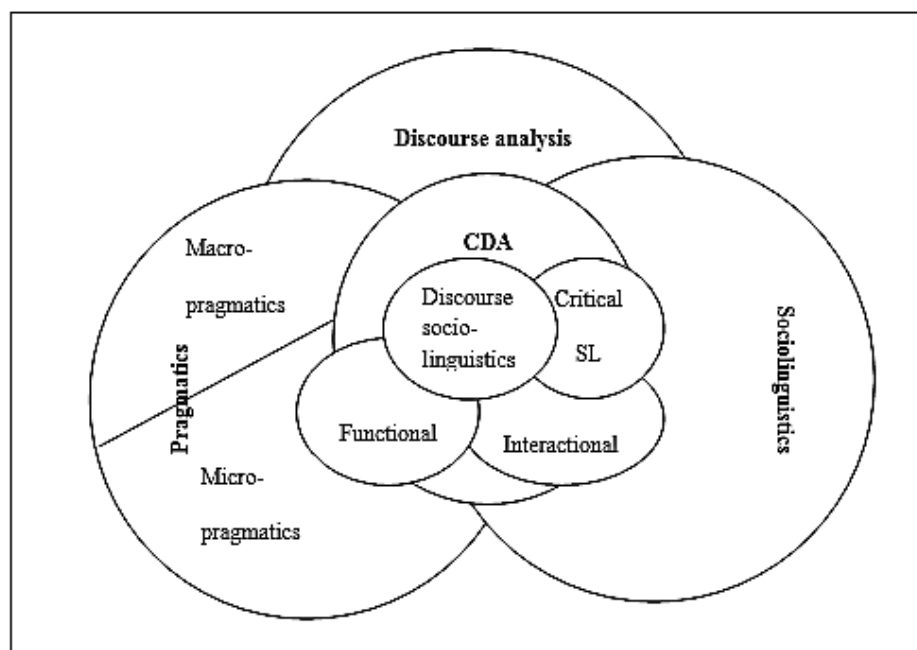 Discourse analysis
Macro-
pragmatics
CDA
Discourse
socio-
linguistics
Critical
SL
Sociolinguistics
Pragmatics
Functional
Interactional
Micro-
pragmatics